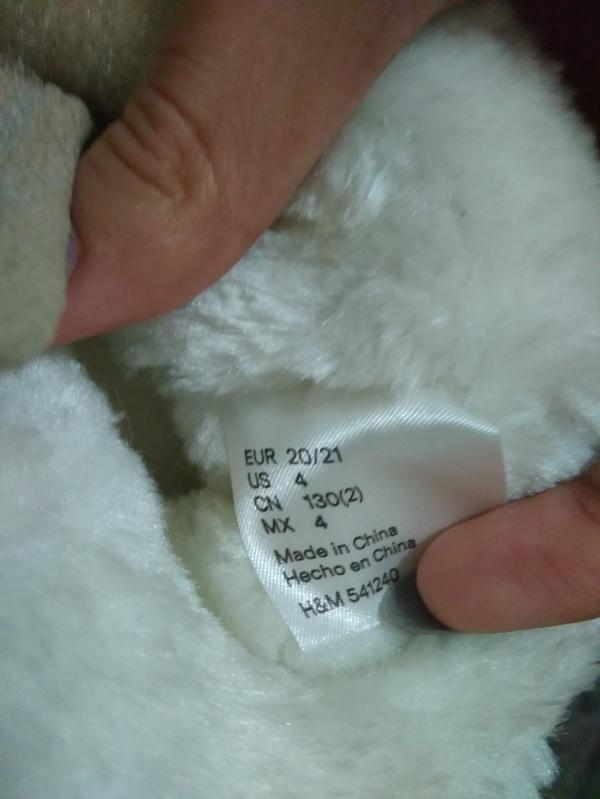 EUR 20/21
US 4
CN 130(2)
MX 4
Made in China
Hecho en China
H&M 541240